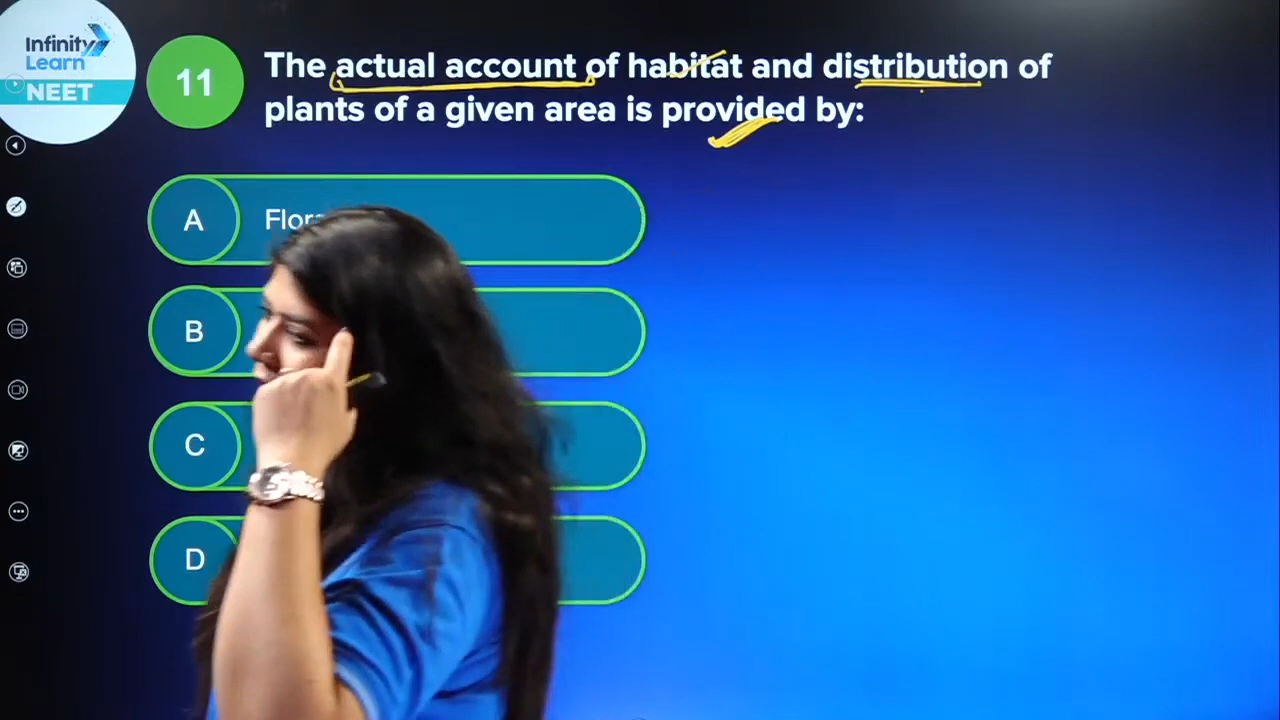 Infinity
Learn
NEET
11
The actual account of habitat and distribution of
plants of a given area is provided by:
A
B
C
D